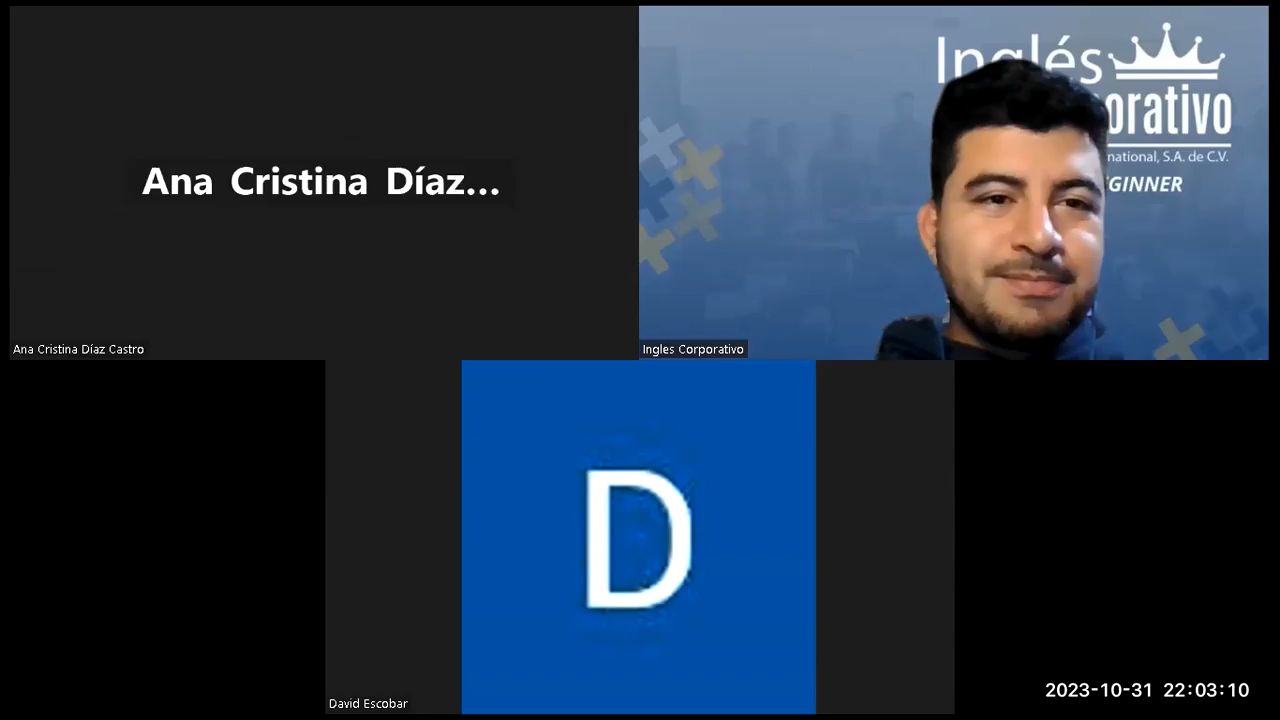 Ana Cristina Díaz...
Ana Cristina Díaz Castro
Inglés
orativo
national, S.A. de C.V.
GINNER
Ingles Corporativo
D
David Escobar
2023-10-31 22:03:10